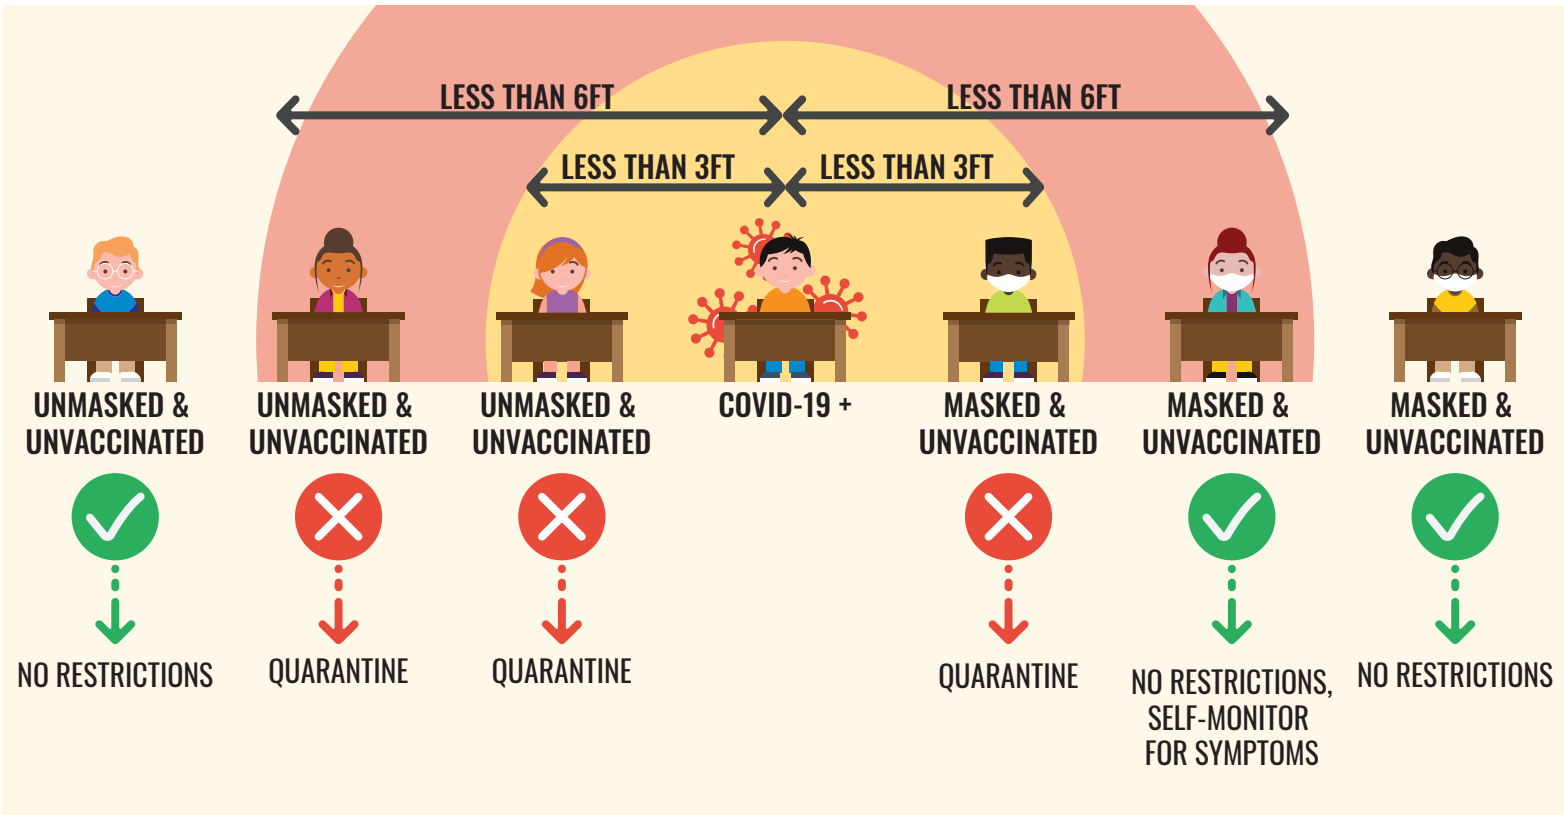 LESS THAN 6FT
LESS THAN 6FT
LESS THAN 3FT
LESS THAN 3FT
UNMASKED &
UNVACCINATED
UNMASKED &
UNVACCINATED
UNMASKED &
UNVACCINATED
COVID-19 +
MASKED &
UNVACCINATED
MASKED &
UNVACCINATED
MASKED &
UNVACCINATED
NO RESTRICTIONS
QUARANTINE
QUARANTINE
QUARANTINE
NO RESTRICTIONS,
SELF-MONITOR
FOR SYMPTOMS
NO RESTRICTIONS